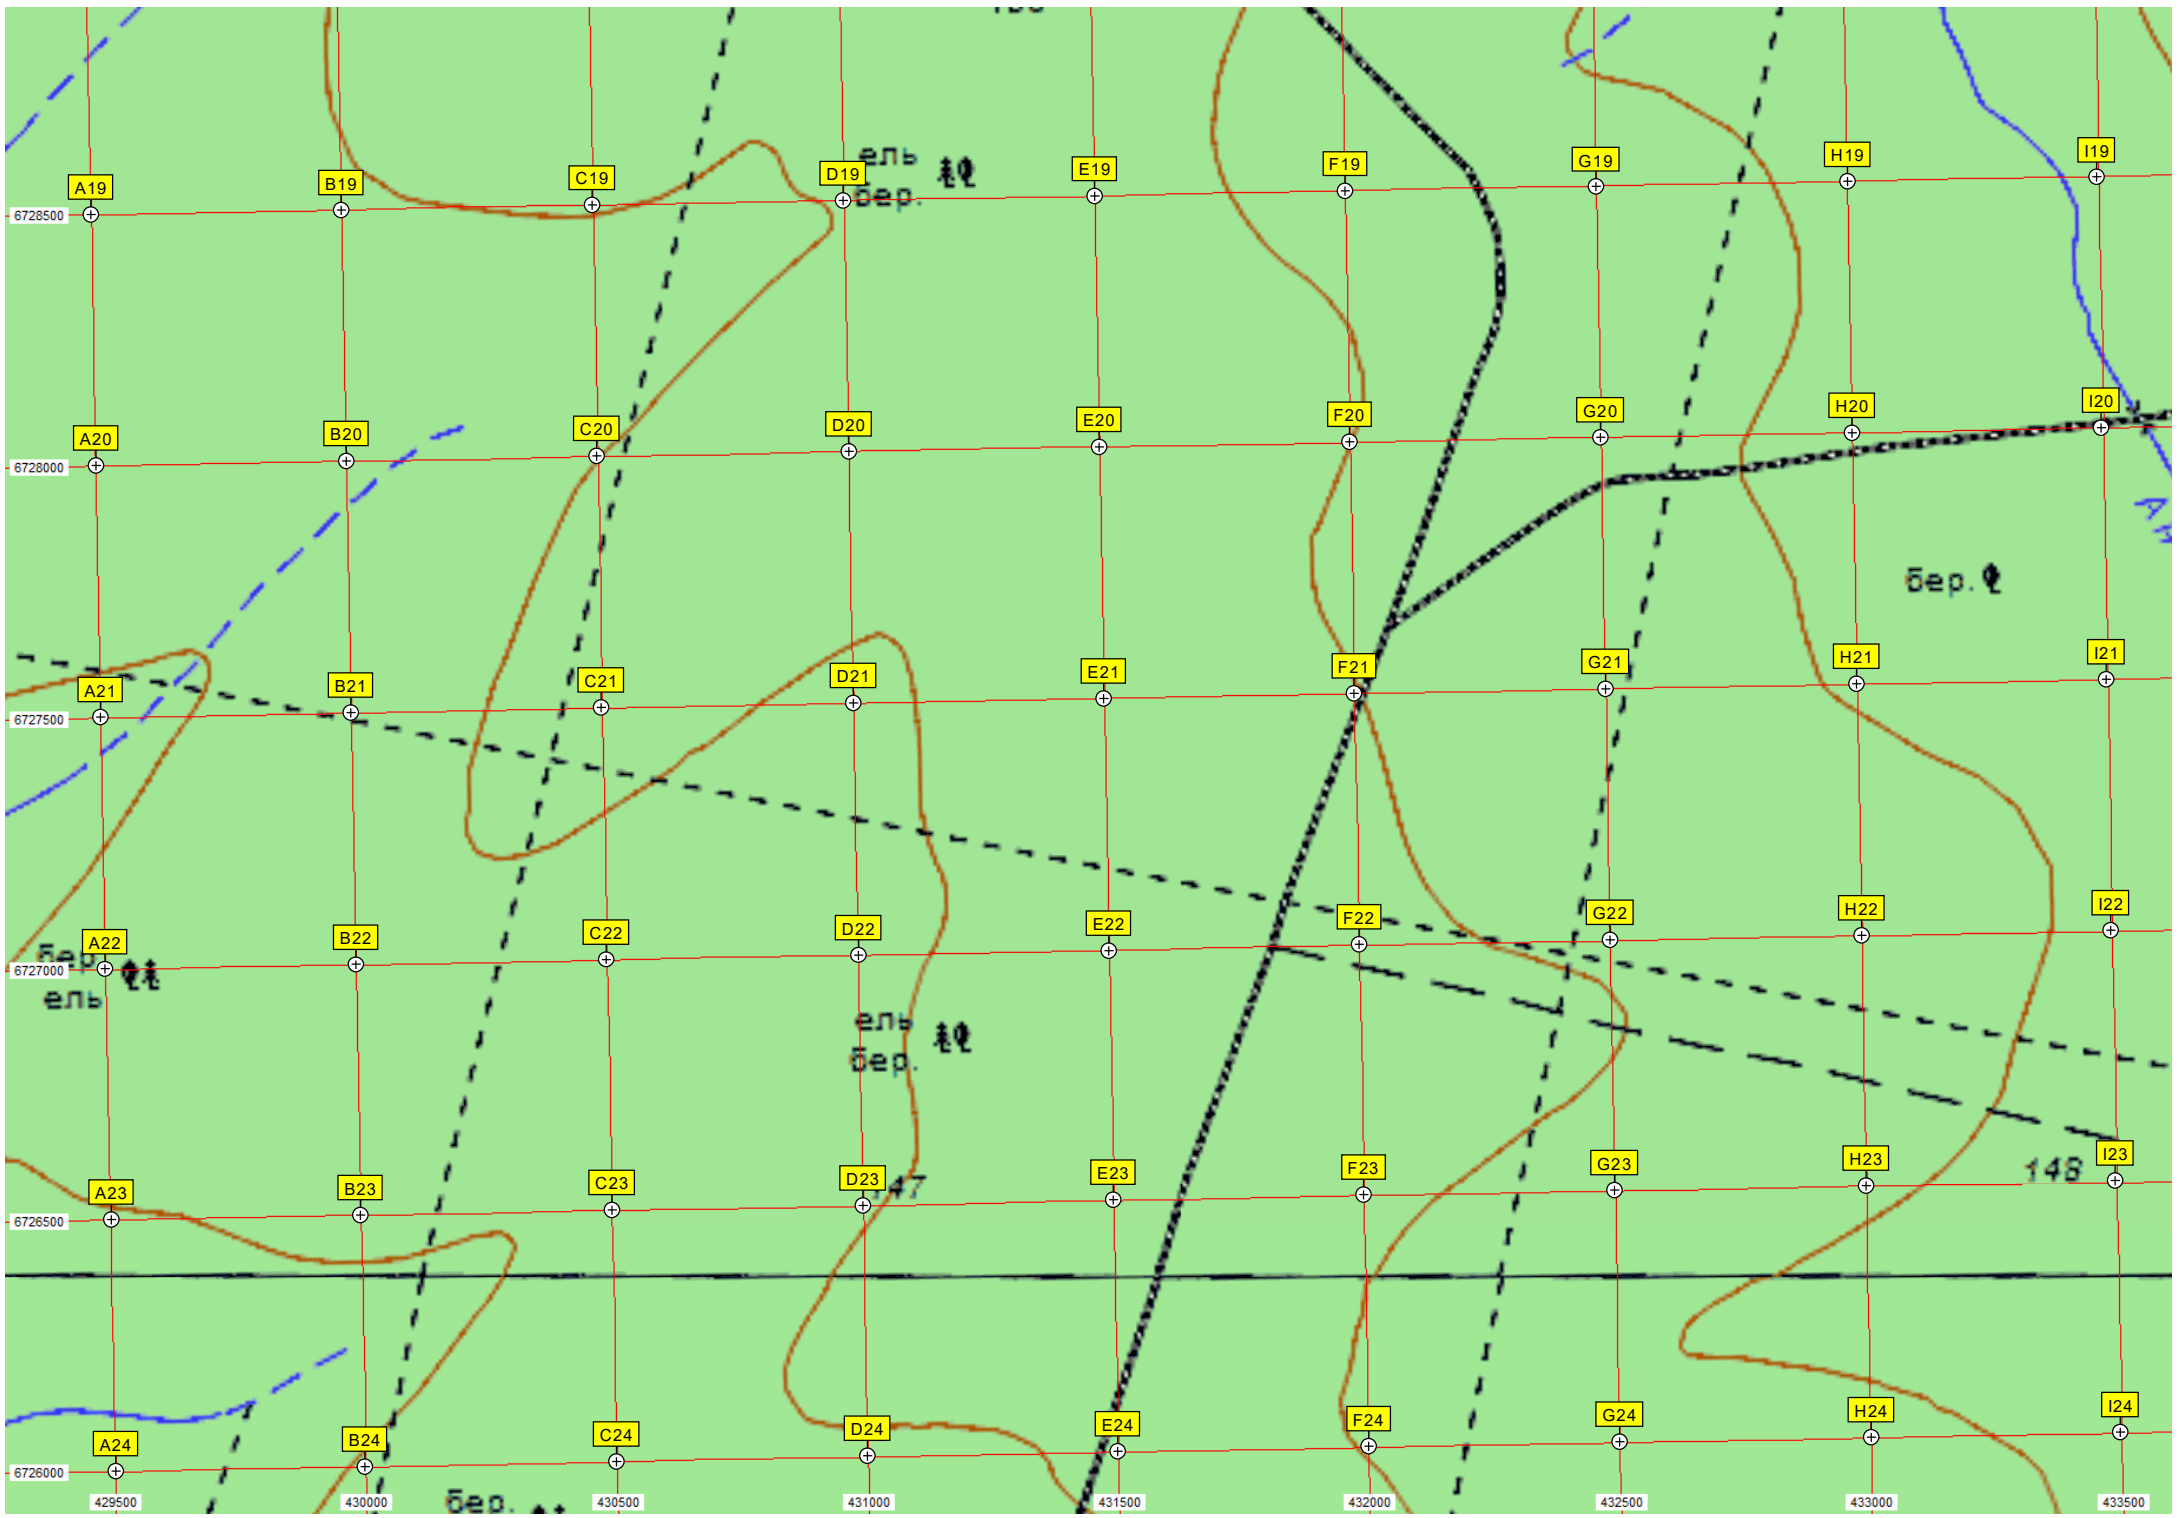 ель
бер.
A19 B19 C19 D19 E19 F19 G19 H19 I19
6728500
A20 B20 C20 D20 E20 F20 G20 H20 I20
6728000
бер.
A21 B21 C21 D21 E21 F21 G21 H21 I21
6727500
A22 B22 C22 D22 E22 F22 G22 H22 I22
бер.
6727000
ель
ель
бер.
A23 B23 C23 D23 E23 F23 G23 H23 I23
147
148
6726500
A24 B24 C24 D24 E24 F24 G24 H24 I24
6726000
бер.
429500 430000 430500 431000 431500 432000 432500 433000 433500